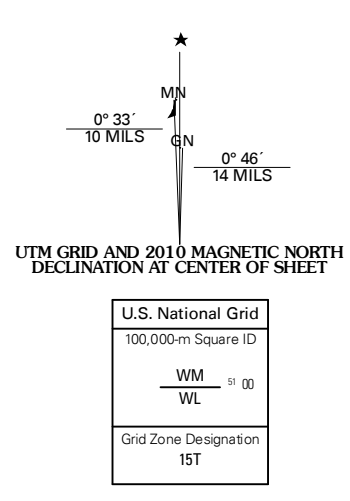 ★
MN
0° 33´
10 MILS
GN
0° 46´
14 MILS
UTM GRID AND 2010 MAGNETIC NORTH
DECLINATION AT CENTER OF SHEET
U.S. National Grid
100,000-m Square ID
WM
51 00
WL
Grid Zone Designation
15T